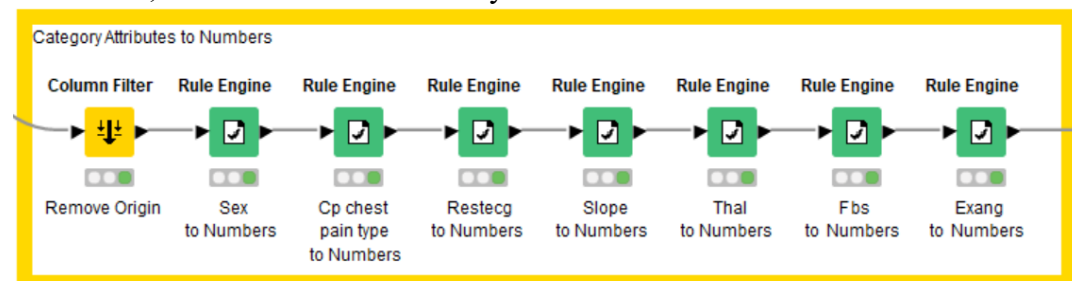 Category Attributes to Numbers
Column Filter Rule Engine Rule Engine Rule Engine Rule Engine Rule Engine Rule Engine Rule Engine
Remove Origin Sex Cp chest Restecg Slope Thal Fbs Exang
to Numbers pain type to Numbers to Numbers to Numbers to Numbers to Numbers
to Numbers